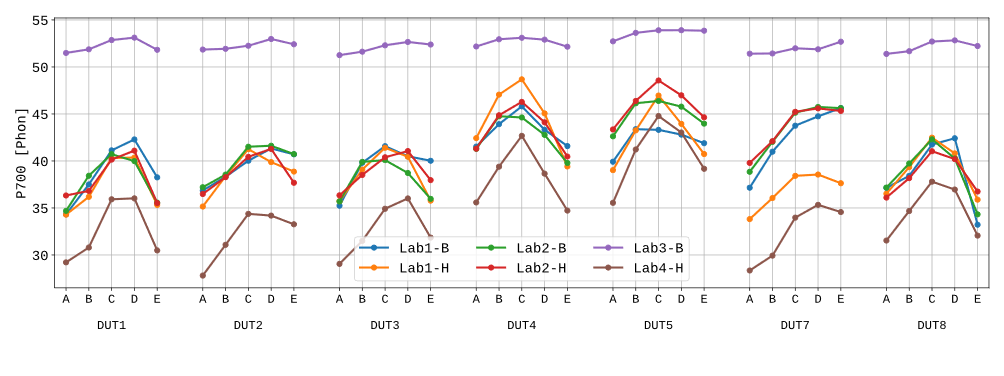 55
50
45
40
35
30
P700 [Phon]
Lab1-B Lab2-B Lab3-B
Lab1-H Lab2-H Lab4-H
A B C D E A B C D E A B C D E A B C D E A B C D E A B C D E A B C D E
DUT1 DUT2 DUT3 DUT4 DUT5 DUT7 DUT8